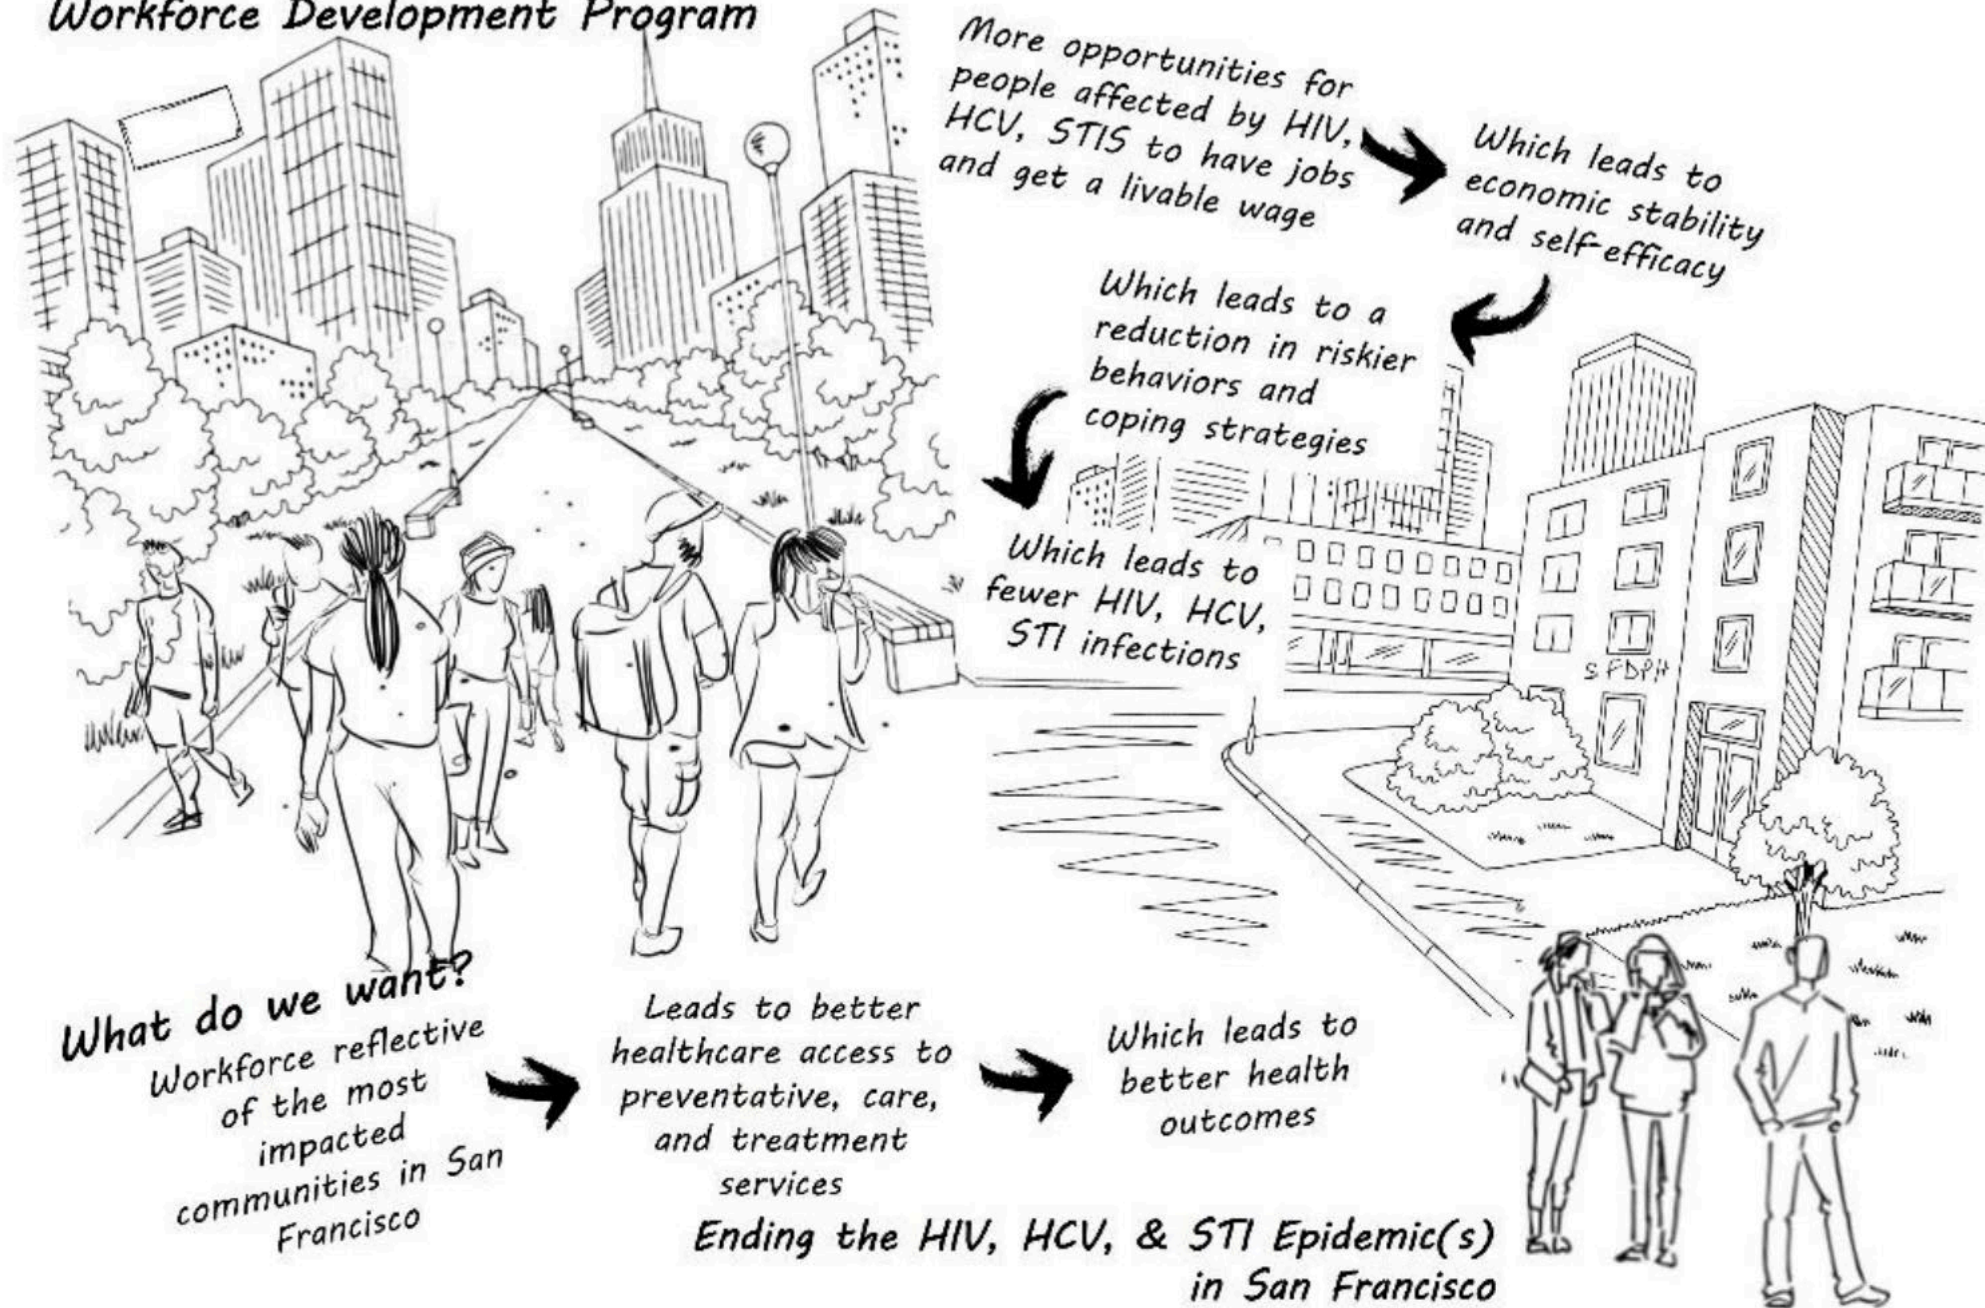 Workforce Development Program
More opportunities for
people affected by HIV,
HCV, STIS to have jobs
and get a livable wage
Which leads to
economic stability
and self-efficacy
Which leads to a
reduction in riskier
behaviors and
coping strategies
Which leads to
fewer HIV, HCV,
STI infections
SFDPH
What do we want?
Workforce reflective
of the most
impacted
communities in San
Francisco
Leads to better
healthcare access to
preventative, care,
and treatment
services
Which leads to
better health
outcomes
Ending the HIV, HCV, & STI Epidemic(s)
in San Francisco